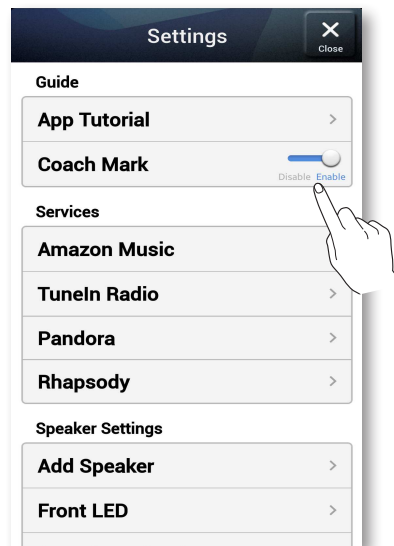 Settings
Close
Guide
App Tutorial
Coach Mark
Disable Enable
Services
Amazon Music
TuneIn Radio
Pandora
Rhapsody
Speaker Settings
Add Speaker
Front LED